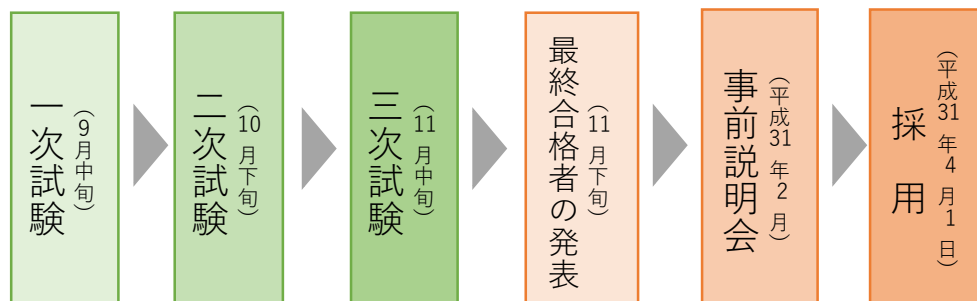 一次試験
（9月中旬）
二次試験
（10月下旬）
三次試験
（11月中旬）
最終合格者の発表
（11月下旬）
事前説明会
（平成31年2月）
採用
（平成31年4月1日）